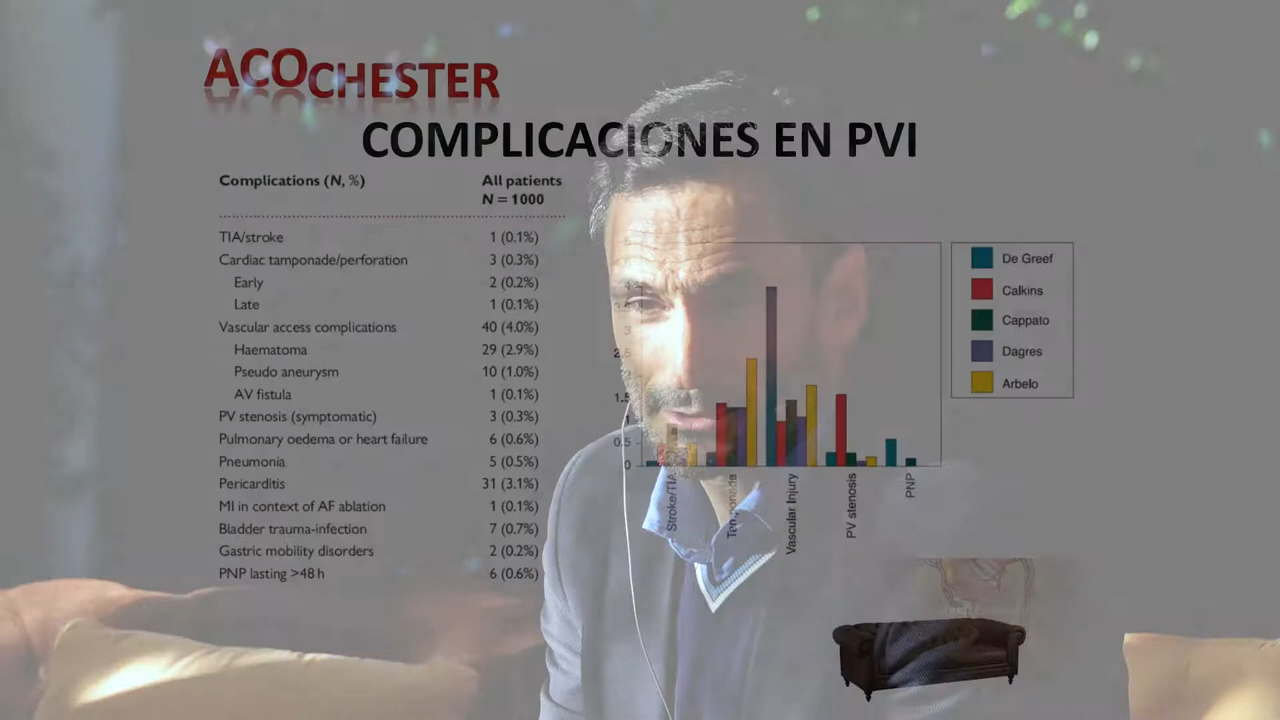 ACOCHESTER
COMPLICACIONES EN PVI
Complications (N, %) All patients
N = 1000
TIA/stroke 1 (0.1%)
Cardiac tamponade/perforation 3 (0.3%)
Early 2 (0.2%)
Late 1 (0.1%)
Vascular access complications 40 (4.0%)
Haematoma 29 (2.9%)
Pseudo aneurysm 10 (1.0%)
AV fistula 1 (0.1%)
PV stenosis (symptomatic) 3 (0.3%)
Pulmonary oedema or heart failure 6 (0.6%)
Pneumonia 5 (0.5%)
Pericarditis 31 (3.1%)
MI in context of AF ablation 1 (0.1%)
Bladder trauma-infection 7 (0.7%)
Gastric mobility disorders 2 (0.2%)
PNP lasting >48 h 6 (0.6%)
3
2.5
1.5
1
0.5
0
Stroke/TIA
Tamponade
Vascular Injury
PV stenosis
PNP
De Greef
Calkins
Cappato
Dagres
Arbelo